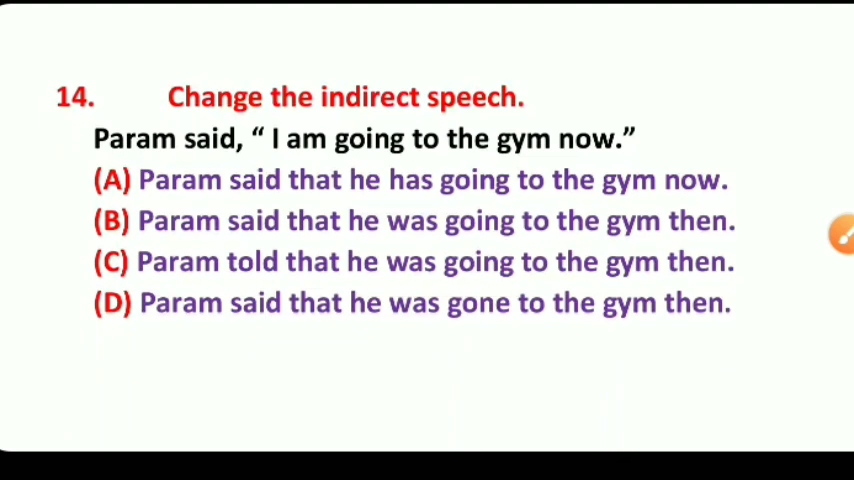 14. Change the indirect speech.
Param said, “ I am going to the gym now.”
(A) Param said that he has going to the gym now.
(B) Param said that he was going to the gym then.
(C) Param told that he was going to the gym then.
(D) Param said that he was gone to the gym then.